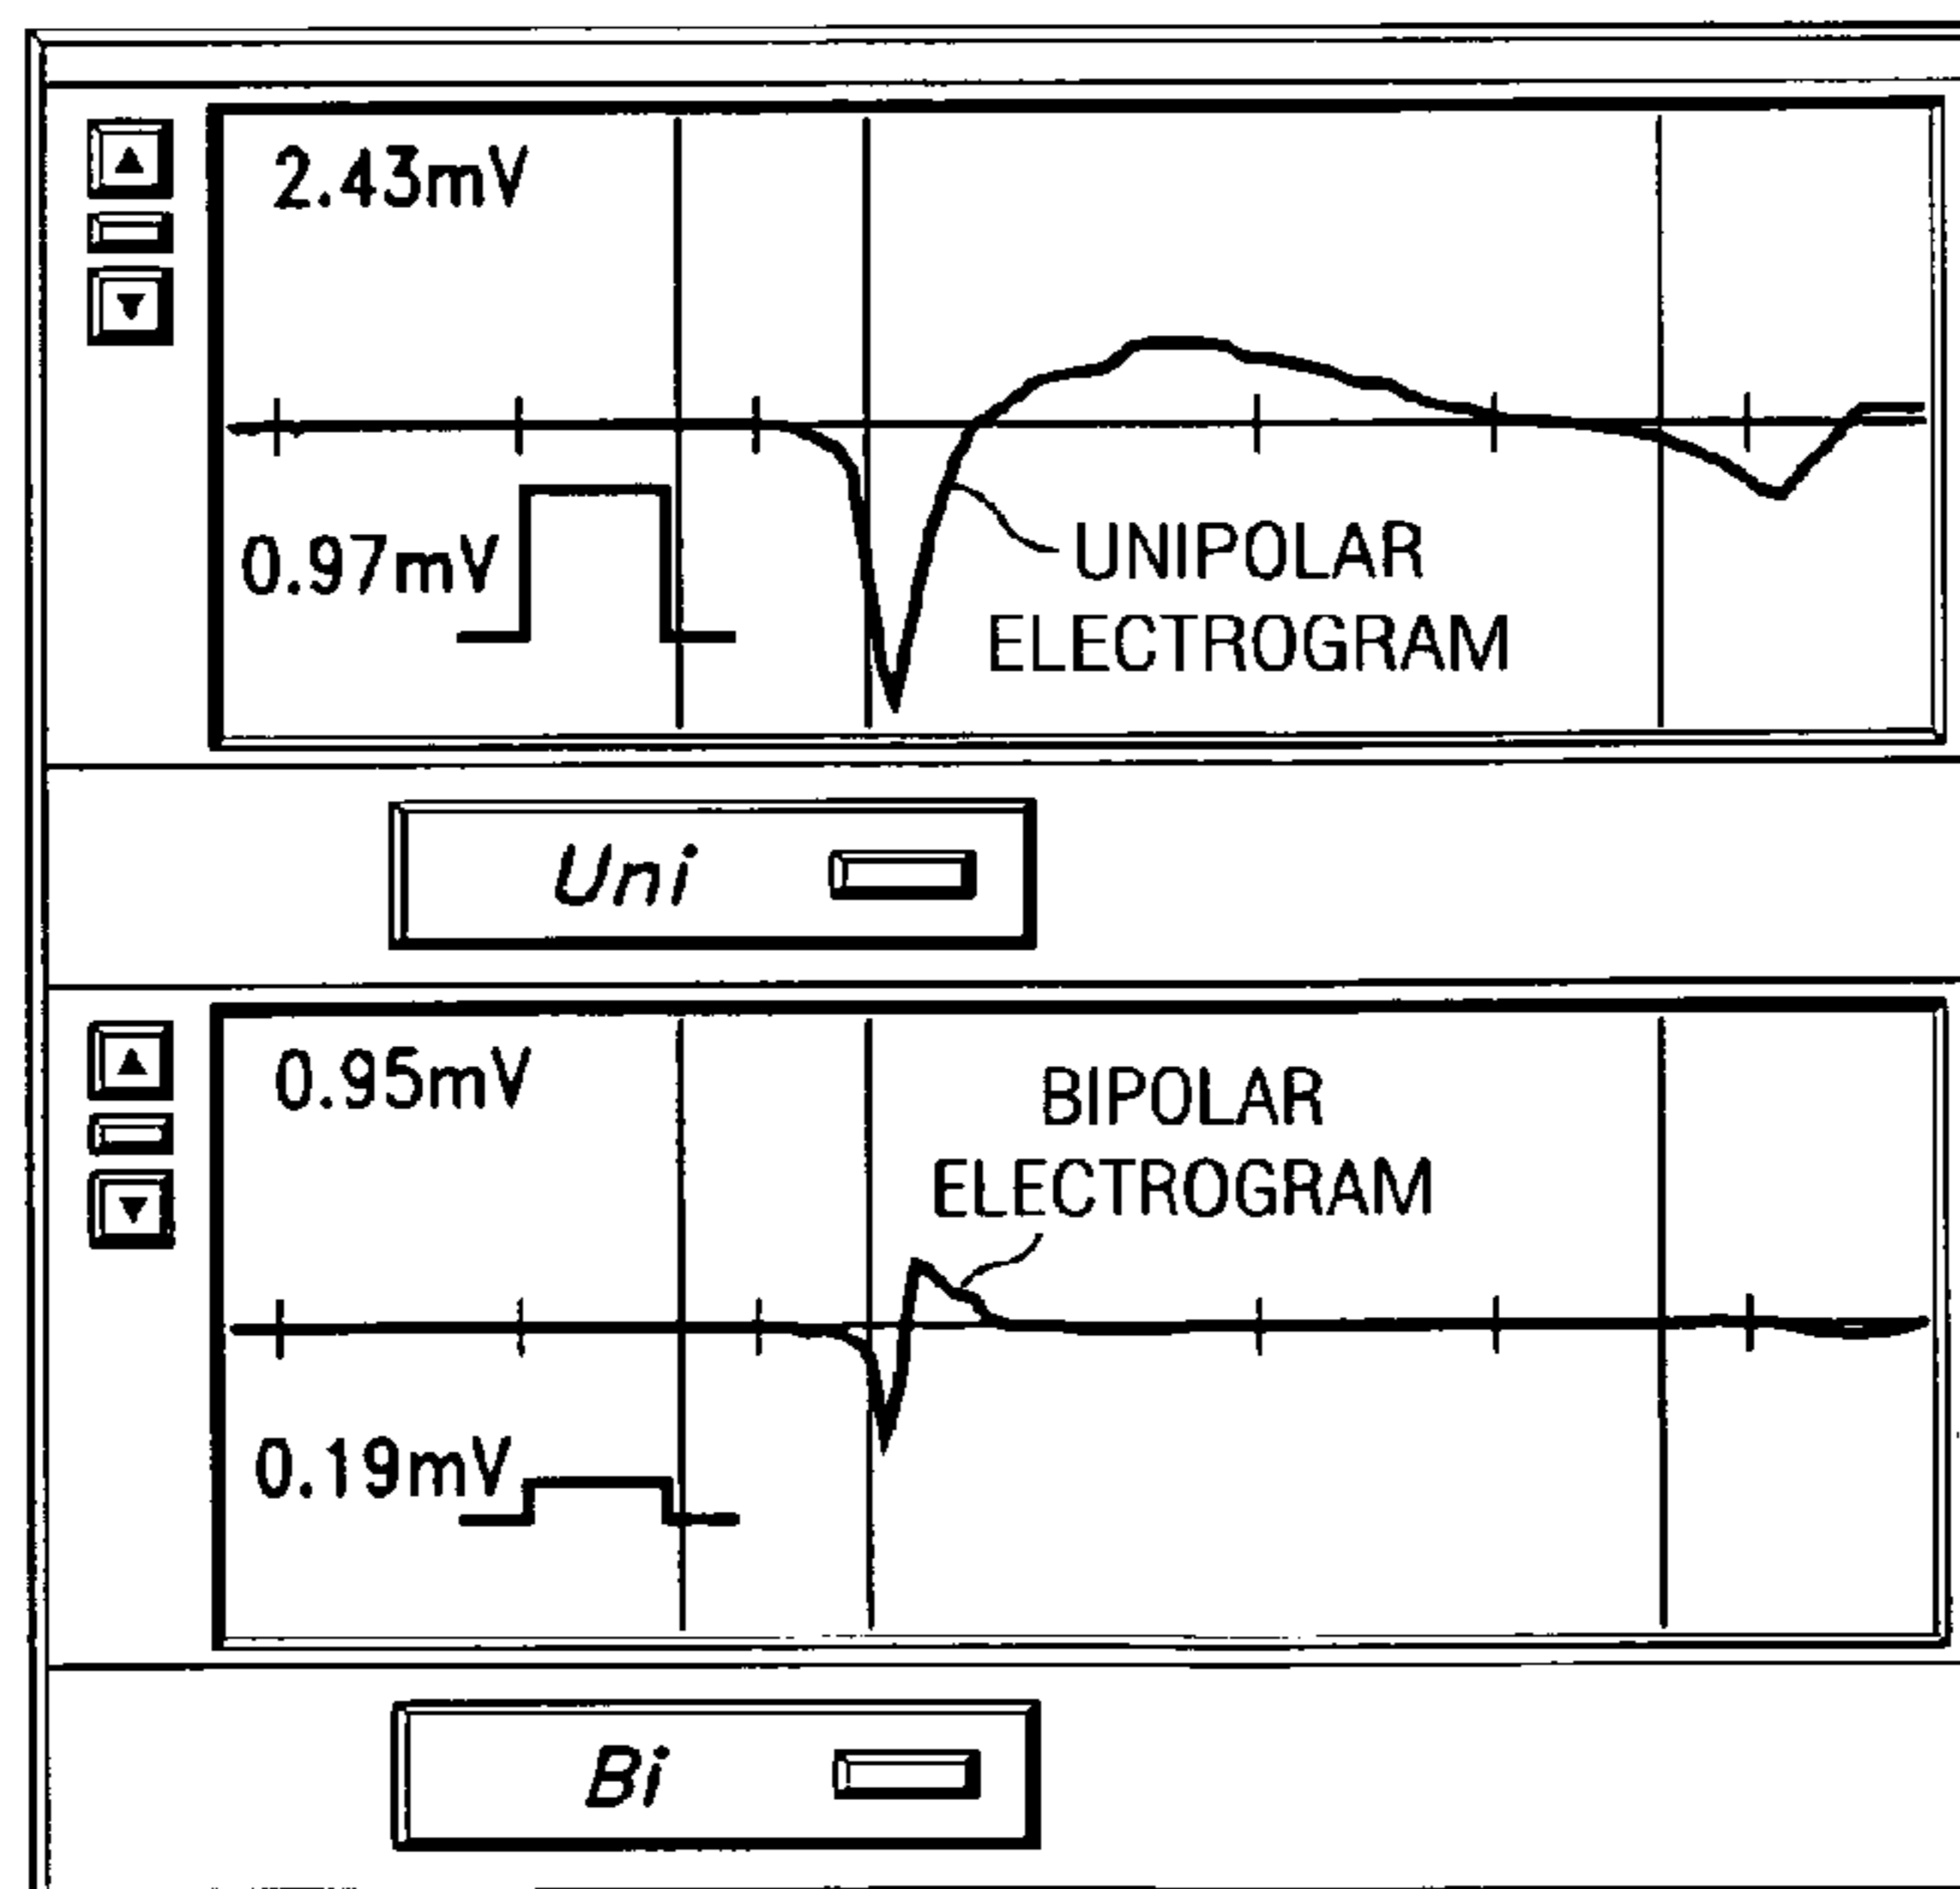 2.43mV
0.97mV
UNIPOLAR
ELECTROGRAM
Uni
0.95mV
BIPOLAR
ELECTROGRAM
0.19mV
Bi